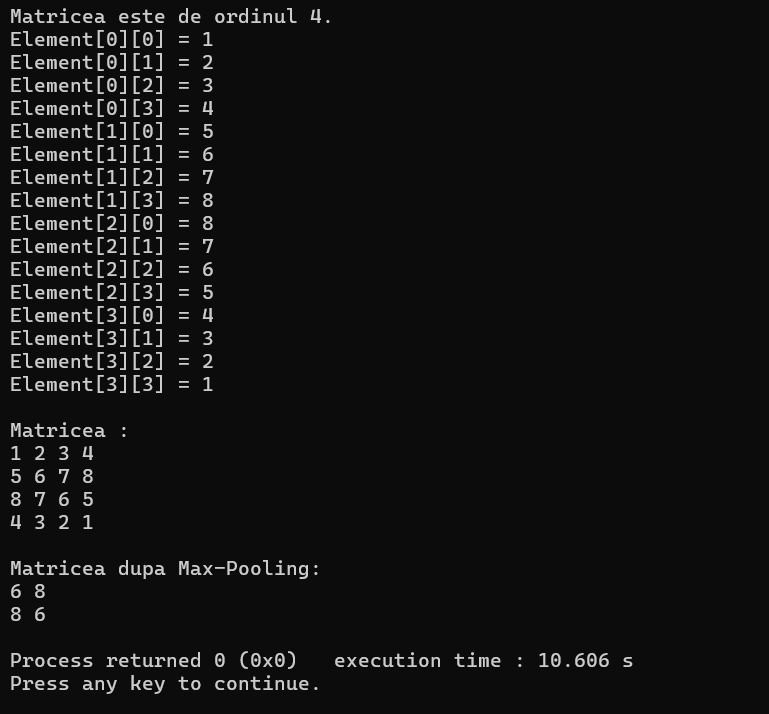 Matricea este de ordinul 4.
Element[0][0] = 1
Element[0][1] = 2
Element[0][2] = 3
Element[0][3] = 4
Element[1][0] = 5
Element[1][1] = 6
Element[1][2] = 7
Element[1][3] = 8
Element[2][0] = 8
Element[2][1] = 7
Element[2][2] = 6
Element[2][3] = 5
Element[3][0] = 4
Element[3][1] = 3
Element[3][2] = 2
Element[3][3] = 1
Matricea :
1 2 3 4
5 6 7 8
8 7 6 5
4 3 2 1
Matricea dupa Max-Pooling:
6 8
8 6
Process returned 0 (0x0)   execution time : 10.606 s
Press any key to continue.